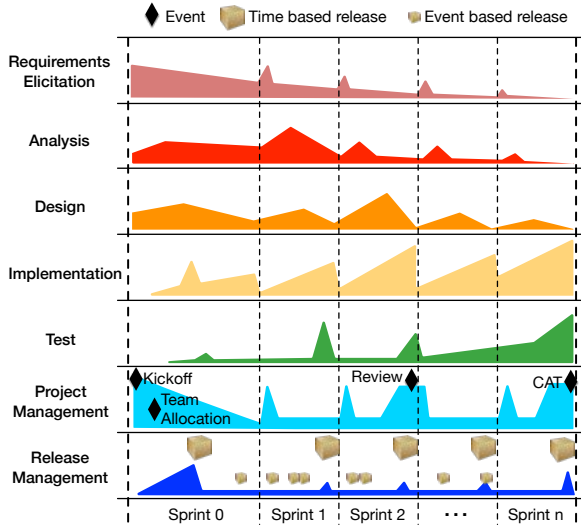 Event
Time based release
Event based release
Requirements
Elicitation
Analysis
Design
Implementation
Test
Project
Management
Kickoff
Team
Allocation
Review
CAT
Release
Management
Sprint 0
Sprint 1
Sprint 2
...
Sprint n